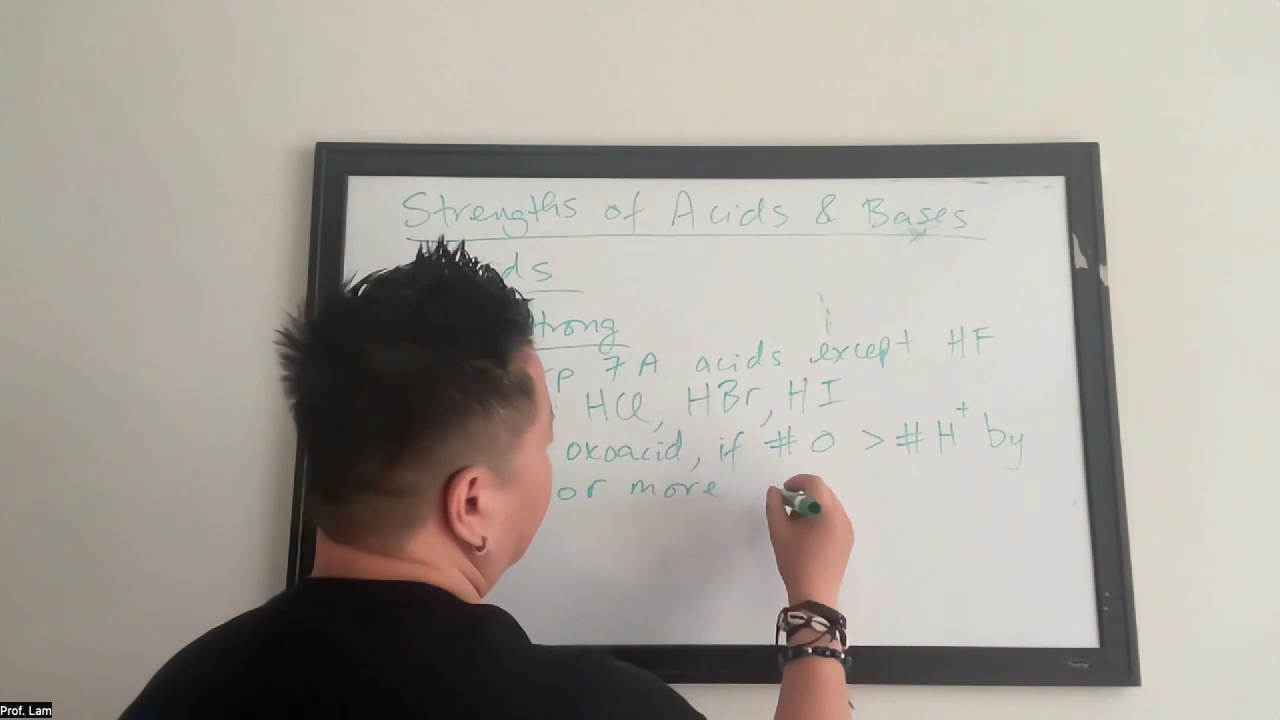 Strengths of Acids & Bases
ds
trong
rp 7A acids except HF
: HCl, HBr, HI
oxoacid, if #O > #H⁺ by
or more
Prof. Lam